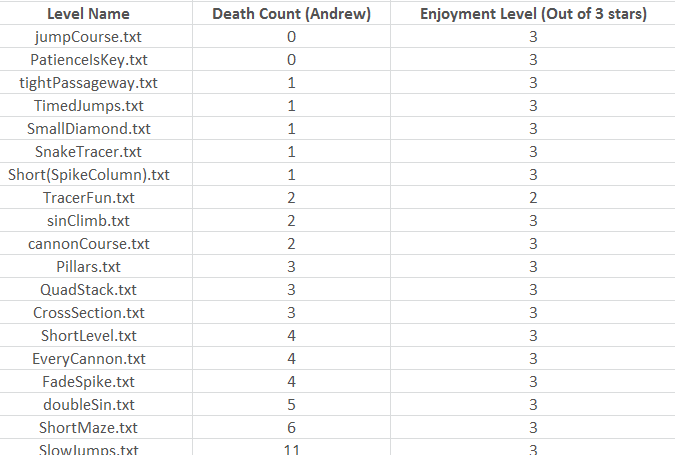 Level Name Death Count (Andrew) Enjoyment Level (Out of 3 stars)
jumpCourse.txt 0 3
PatienceIsKey.txt 0 3
tightPassageway.txt 1 3
TimedJumps.txt 1 3
SmallDiamond.txt 1 3
SnakeTracer.txt 1 3
Short(SpikeColumn).txt 1 3
TracerFun.txt 2 2
sinClimb.txt 2 3
cannonCourse.txt 2 3
Pillars.txt 3 3
QuadStack.txt 3 3
CrossSection.txt 3 3
ShortLevel.txt 4 3
EveryCannon.txt 4 3
FadeSpike.txt 4 3
doubleSin.txt 5 3
ShortMaze.txt 6 3
SlowJumps.txt 11 3